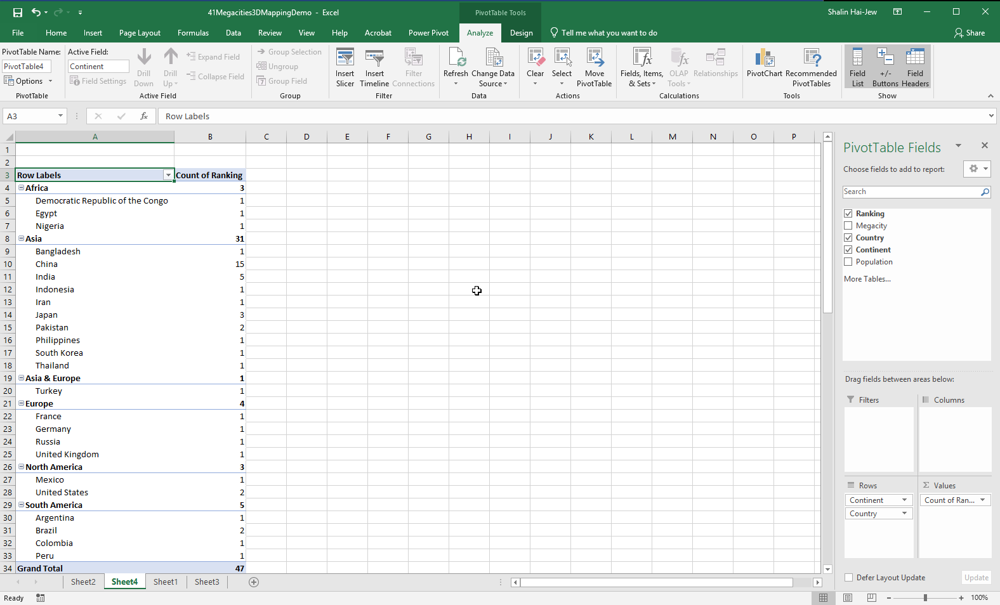 41Megacities3DMappingDemo - Excel
PivotTable Tools
Shalin Hai-Jew
File Home Insert Page Layout Formulas Data Review View Help Acrobat Power Pivot Analyze Design Tell me what you want to do Share
PivotTable Name:
PivotTable4
Options
PivotTable
Active Field:
Continent
Field Settings
Drill Down
Drill Up
Expand Field
Collapse Field
Active Field
Group Selection
Ungroup
Group Field
Group
Insert Slicer
Insert Timeline
Filter Connections
Filter
Refresh
Change Data Source
Data
Clear
Select
Move PivotTable
Actions
Fields, Items, & Sets
OLAP Tools
Relationships
Calculations
PivotChart
Recommended PivotTables
Tools
Field List
+/- Buttons
Field Headers
Show
A3 fx Row Labels
A B C D E F G H I J K L M N O P
1
2
3 Row Labels Count of Ranking
4 Africa 3
5 Democratic Republic of the Congo 1
6 Egypt 1
7 Nigeria 1
8 Asia 31
9 Bangladesh 1
10 China 15
11 India 5
12 Indonesia 1
13 Iran 1
14 Japan 3
15 Pakistan 2
16 Philippines 1
17 South Korea 1
18 Thailand 1
19 Asia & Europe 1
20 Turkey 1
21 Europe 4
22 France 1
23 Germany 1
24 Russia 1
25 United Kingdom 1
26 North America 3
27 Mexico 1
28 United States 2
29 South America 5
30 Argentina 1
31 Brazil 2
32 Colombia 1
33 Peru 1
34 Grand Total 47
PivotTable Fields
Choose fields to add to report:
Search
Ranking
Megacity
Country
Continent
Population
More Tables...
Drag fields between areas below:
Filters Columns
Rows Σ Values
Continent Count of Ran...
Country
Defer Layout Update Update
Sheet2 Sheet4 Sheet1 Sheet3
Ready
- + 100%